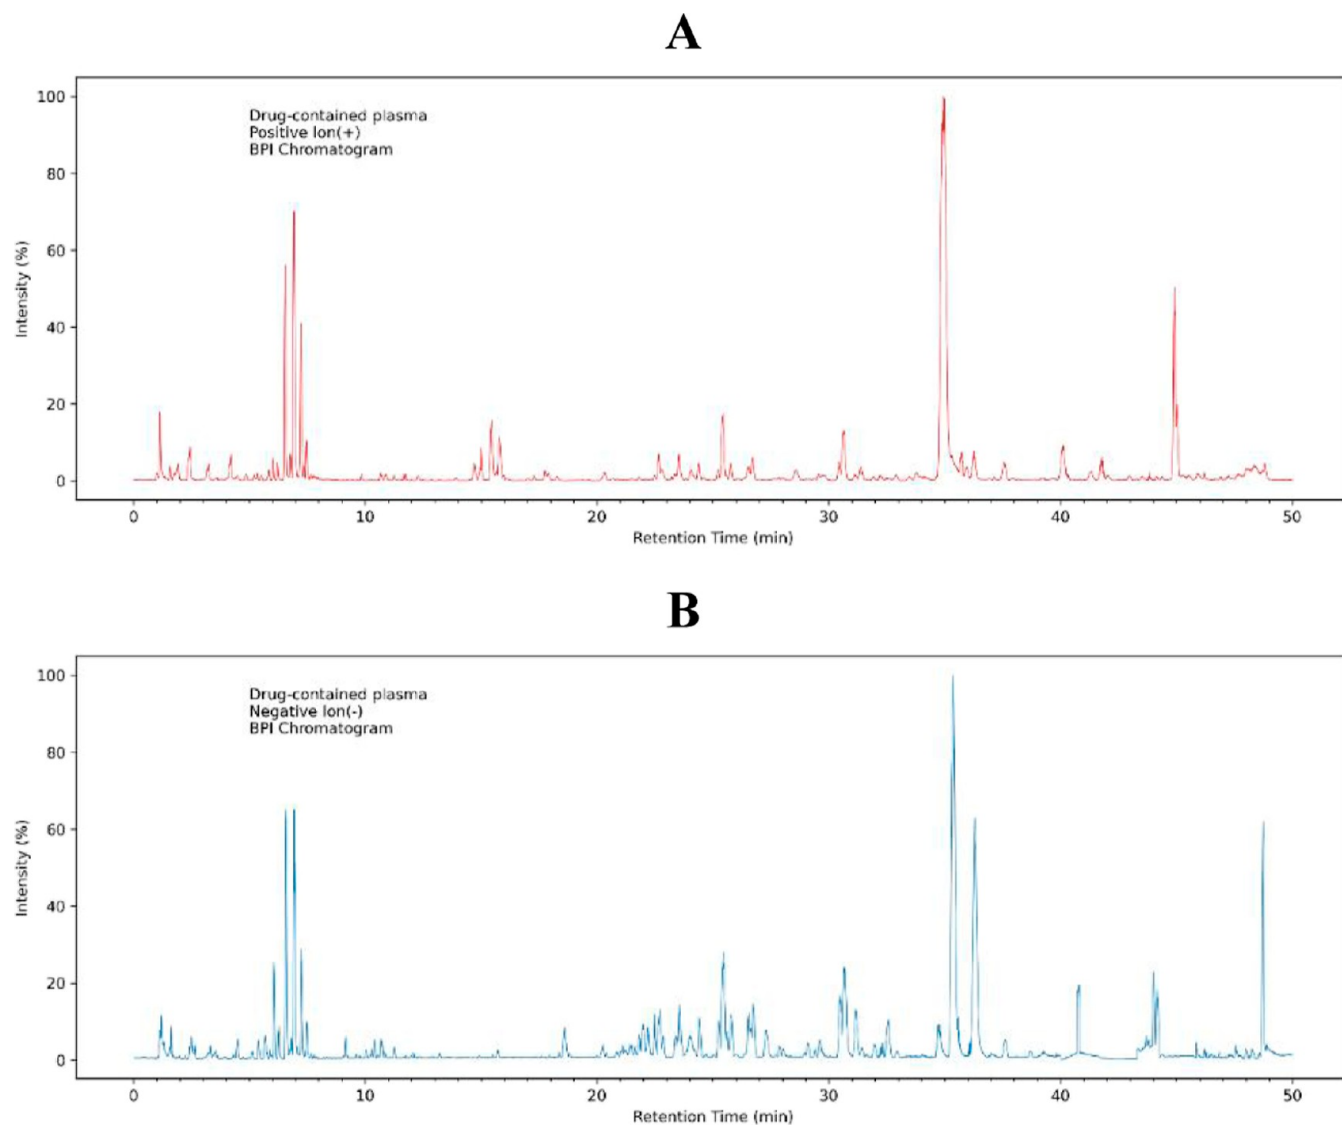 A
100
80
60
40
20
0
Intensity (%)
Drug-contained plasma
Positive Ion(+)
BPI Chromatogram
0 10 20 30 40 50
Retention Time (min)
B
100
80
60
40
20
0
Intensity (%)
Drug-contained plasma
Negative Ion(-)
BPI Chromatogram
0 10 20 30 40 50
Retention Time (min)